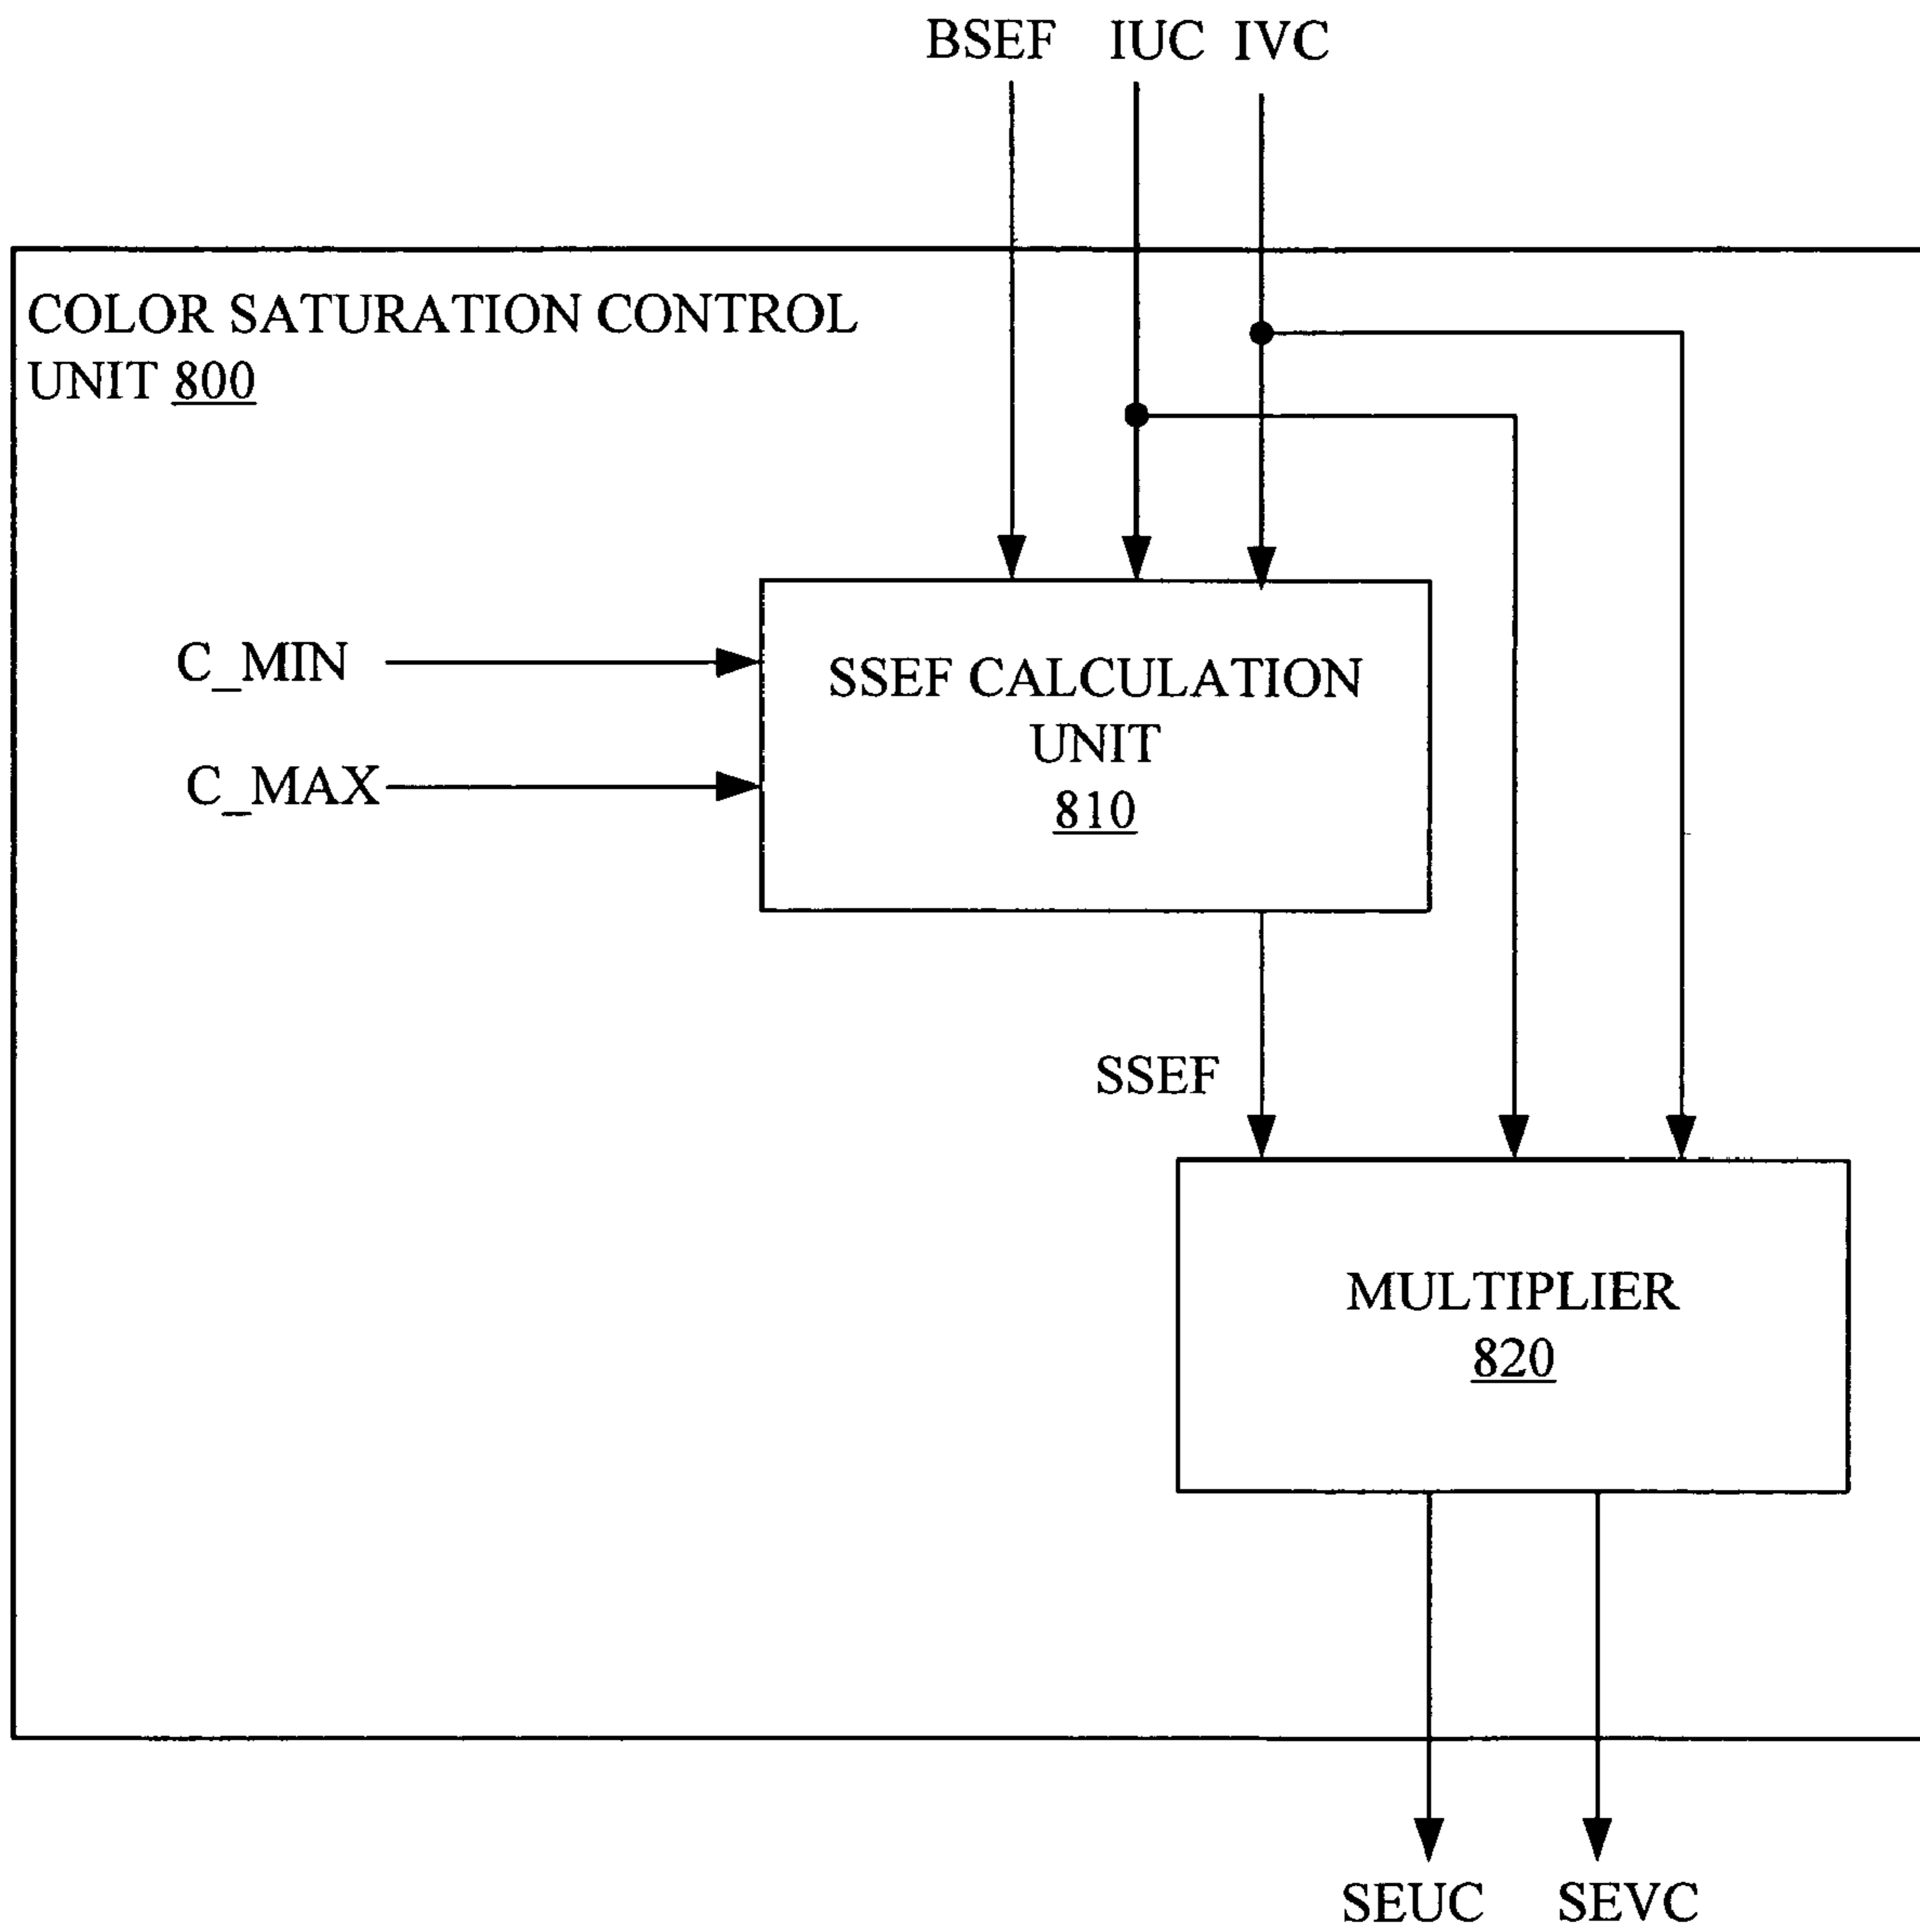 BSEF IUC IVC
COLOR SATURATION CONTROL
UNIT 800
C_MIN
C_MAX
SSEF CALCULATION
UNIT
810
SSEF
MULTIPLIER
820
SEUC SEVC